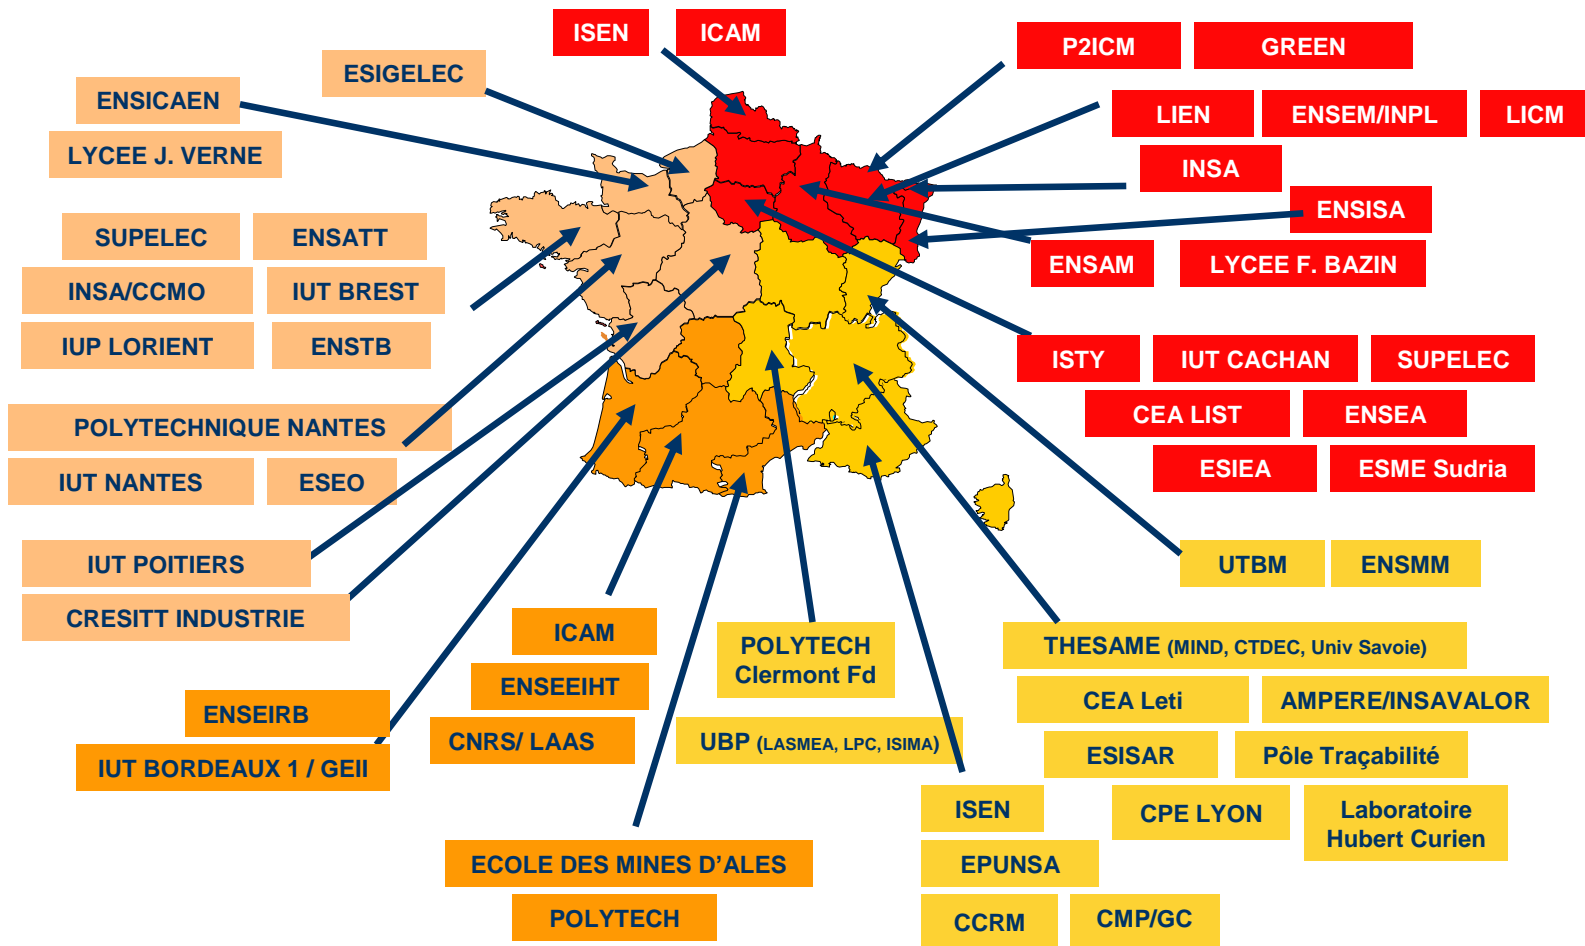 ISEN
ICAM
P2ICM
GREEN
ESIGELEC
ENSICAEN
LIEN
ENSEM/INPL
LICM
LYCEE J. VERNE
INSA
ENSISA
SUPELEC
ENSATT
ENSAM
LYCEE F. BAZIN
INSA/CCMO
IUT BREST
IUP LORIENT
ENSTB
ISTY
IUT CACHAN
SUPELEC
CEA LIST
ENSEA
POLYTECHNIQUE NANTES
ESIEA
ESME Sudria
IUT NANTES
ESEO
IUT POITIERS
UTBM
ENSMM
CRESITT INDUSTRIE
ICAM
POLYTECH
Clermont Fd
THESAME (MIND, CTDEC, Univ Savoie)
ENSEEIHT
CEA Leti
AMPERE/INSAVALOR
ENSEIRB
CNRS/ LAAS
UBP (LASMEA, LPC, ISIMA)
ESISAR
Pôle Traçabilité
IUT BORDEAUX 1 / GEII
ISEN
CPE LYON
Laboratoire
Hubert Curien
ECOLE DES MINES D’ALES
EPUNSA
POLYTECH
CCRM
CMP/GC